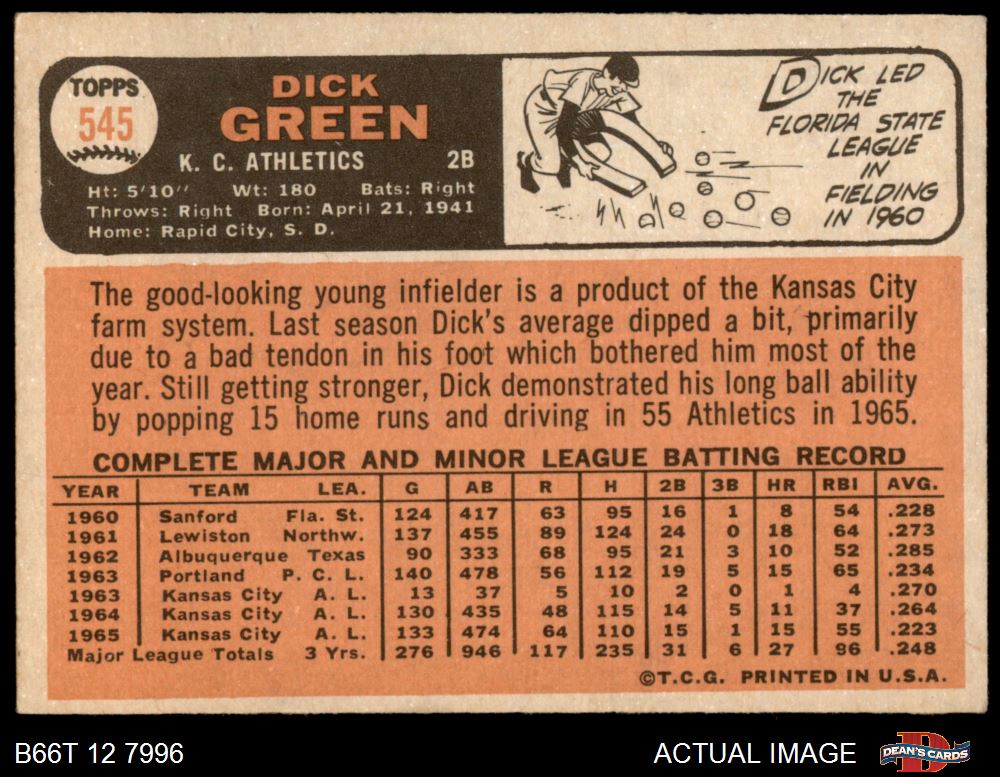 TOPPS
545
DICK
GREEN
K. C. ATHLETICS 2B
Ht: 5'10" Wt: 180 Bats: Right
Throws: Right Born: April 21, 1941
Home: Rapid City, S. D.
DICK LED
THE
FLORIDA STATE
LEAGUE
IN
FIELDING
IN 1960
The good-looking young infielder is a product of the Kansas City
farm system. Last season Dick's average dipped a bit, primarily
due to a bad tendon in his foot which bothered him most of the
year. Still getting stronger, Dick demonstrated his long ball ability
by popping 15 home runs and driving in 55 Athletics in 1965.
COMPLETE MAJOR AND MINOR LEAGUE BATTING RECORD
YEAR TEAM LEA. G AB R H 2B 3B HR RBI AVG.
1960 Sanford Fla. St. 124 417 63 95 16 1 8 54 .228
1961 Lewiston Northw. 137 455 89 124 24 0 18 64 .273
1962 Albuquerque Texas 90 333 68 95 21 3 10 52 .285
1963 Portland P. C. L. 140 478 56 112 19 5 15 65 .234
1963 Kansas City A. L. 13 37 5 10 2 0 1 4 .270
1964 Kansas City A. L. 130 435 48 115 14 5 11 37 .264
1965 Kansas City A. L. 133 474 64 110 15 1 15 55 .223
Major League Totals 3 Yrs. 276 946 117 235 31 6 27 96 .248
©T.C.G. PRINTED IN U.S.A.
B66T 12 7996 ACTUAL IMAGE DEAN'S CARDS